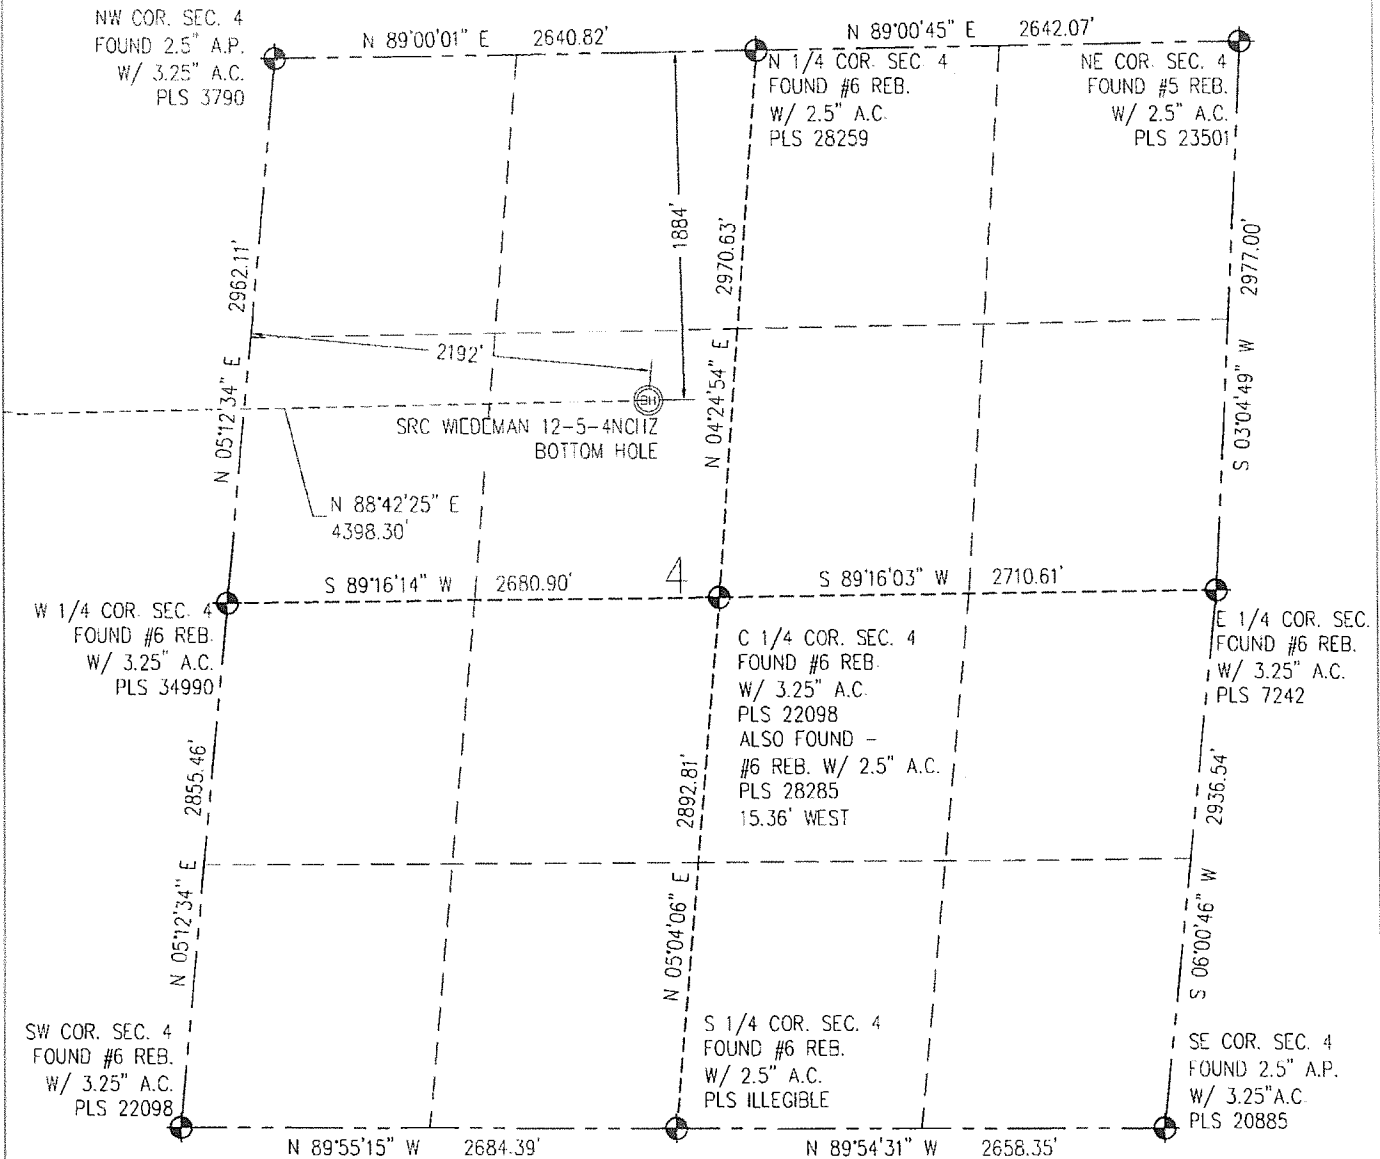 NW COR. SEC. 4
FOUND 2.5" A.P.
W/ 3.25" A.C.
PLS 3790
N 89°00'01" E 2640.82'
N 89°00'45" E 2642.07'
N 1/4 COR. SEC. 4
FOUND #6 REB.
W/ 2.5" A.C.
PLS 28259
NE COR. SEC. 4
FOUND #5 REB.
W/ 2.5" A.C.
PLS 23501
N 05°12'34" E 2962.11'
1884'
N 04°24'54" E 2970.63'
S 03°04'49" W 2977.00'
2192'
BH
SRC WIEDEMAN 12-5-4NCHZ
BOTTOM HOLE
N 88°42'25" E
4398.30'
S 89°16'14" W 2680.90'
4
S 89°16'03" W 2710.61'
W 1/4 COR. SEC. 4
FOUND #6 REB.
W/ 3.25" A.C.
PLS 34990
C 1/4 COR. SEC. 4
FOUND #6 REB.
W/ 3.25" A.C.
PLS 22098
ALSO FOUND -
#6 REB. W/ 2.5" A.C.
PLS 28285
15.36' WEST
E 1/4 COR. SEC.
FOUND #6 REB.
W/ 3.25" A.C.
PLS 7242
N 05°12'34" E 2855.46'
N 05°04'06" E 2892.81'
S 06°00'46" W 2936.54'
SW COR. SEC. 4
FOUND #6 REB.
W/ 3.25" A.C.
PLS 22098
S 1/4 COR. SEC. 4
FOUND #6 REB.
W/ 2.5" A.C.
PLS ILLEGIBLE
SE COR. SEC. 4
FOUND 2.5" A.P.
W/ 3.25"A.C.
PLS 20885
N 89°55'15" W 2684.39'
N 89°54'31" W 2658.35'